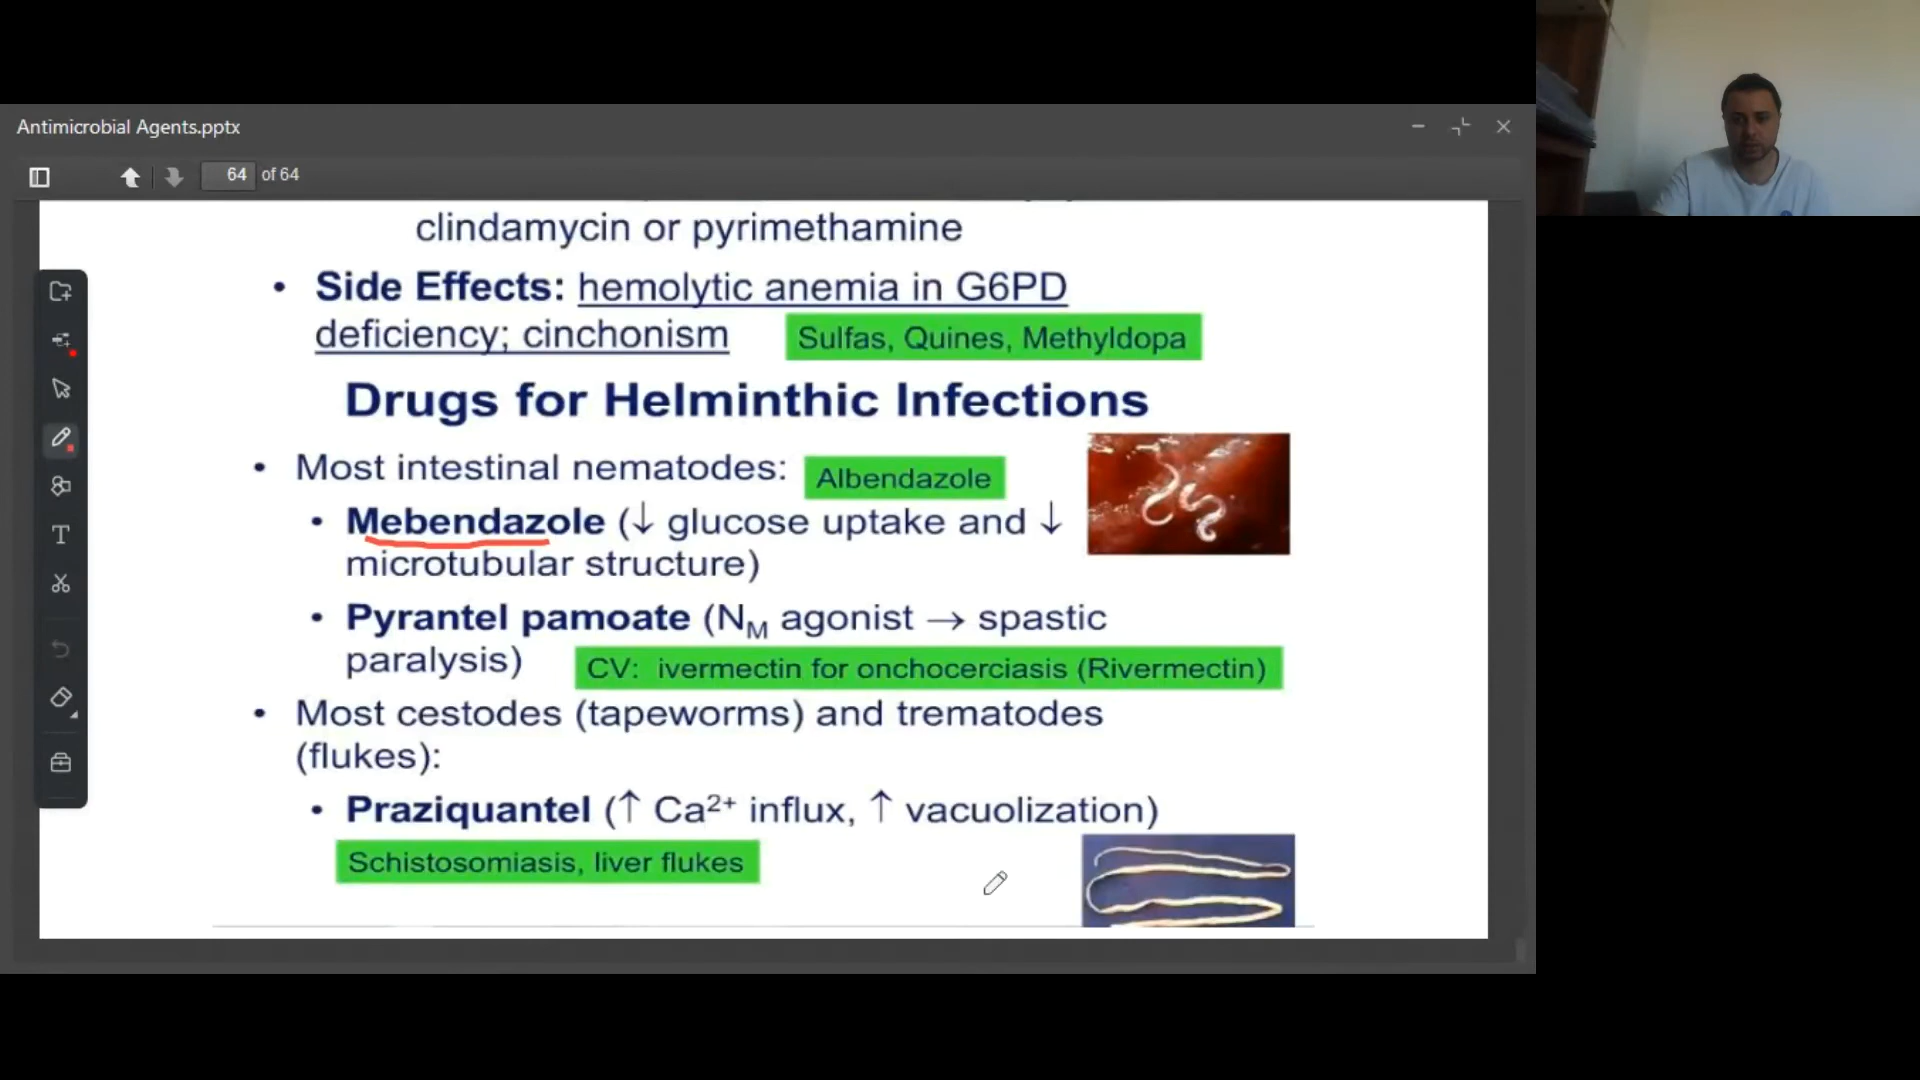 Antimicrobial Agents.pptx
64 of 64
clindamycin or pyrimethamine
• Side Effects: hemolytic anemia in G6PD
deficiency; cinchonism
Sulfas, Quines, Methyldopa
Drugs for Helminthic Infections
• Most intestinal nematodes:
Albendazole
• Mebendazole (↓ glucose uptake and ↓
microtubular structure)
• Pyrantel pamoate (NM agonist → spastic
paralysis)
CV: ivermectin for onchocerciasis (Rivermectin)
• Most cestodes (tapeworms) and trematodes
(flukes):
• Praziquantel (↑ Ca²⁺ influx, ↑ vacuolization)
Schistosomiasis, liver flukes